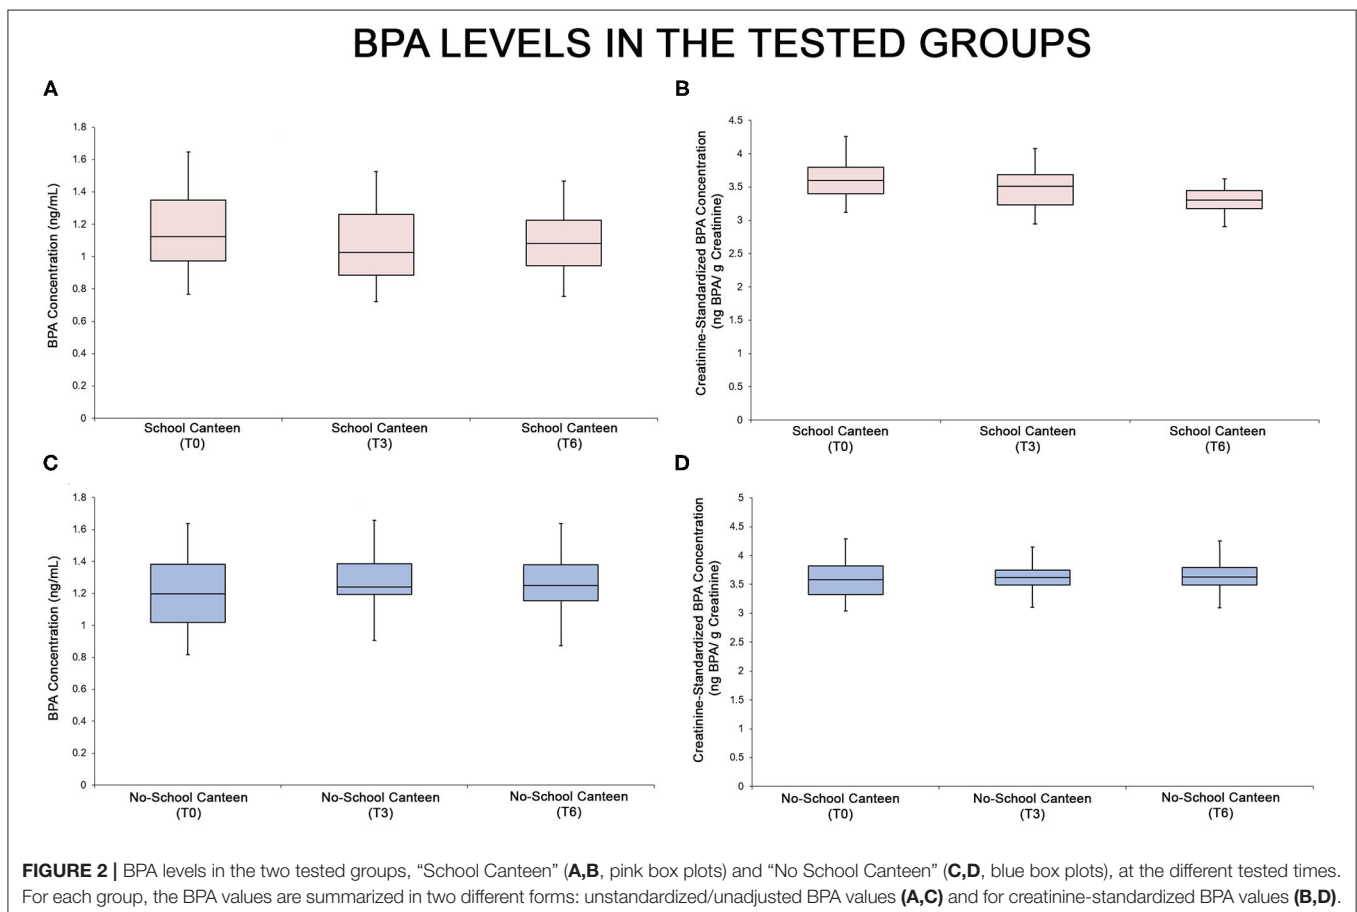 BPA LEVELS IN THE TESTED GROUPS
A
BPA Concentration (ng/mL)
1.8
1.6
1.4
1.2
1
0.8
0.6
0.4
0.2
0
School Canteen
(T0)
School Canteen
(T3)
School Canteen
(T6)
B
Creatinine-Standardized BPA Concentration
(ng BPA/ g Creatinine)
4.5
4
3.5
3
2.5
2
1.5
1
0.5
0
School Canteen
(T0)
School Canteen
(T3)
School Canteen
(T6)
C
BPA Concentration (ng/mL)
1.8
1.6
1.4
1.2
1
0.8
0.6
0.4
0.2
0
No-School Canteen
(T0)
No-School Canteen
(T3)
No-School Canteen
(T6)
D
Creatinine-Standardized BPA Concentration
(ng BPA/ g Creatinine)
5
4.5
4
3.5
3
2.5
2
1.5
1
0.5
0
No-School Canteen
(T0)
No-School Canteen
(T3)
No-School Canteen
(T6)
FIGURE 2 | BPA levels in the two tested groups, “School Canteen” (A,B, pink box plots) and “No School Canteen” (C,D, blue box plots), at the different tested times.
For each group, the BPA values are summarized in two different forms: unstandardized/unadjusted BPA values (A,C) and for creatinine-standardized BPA values (B,D).